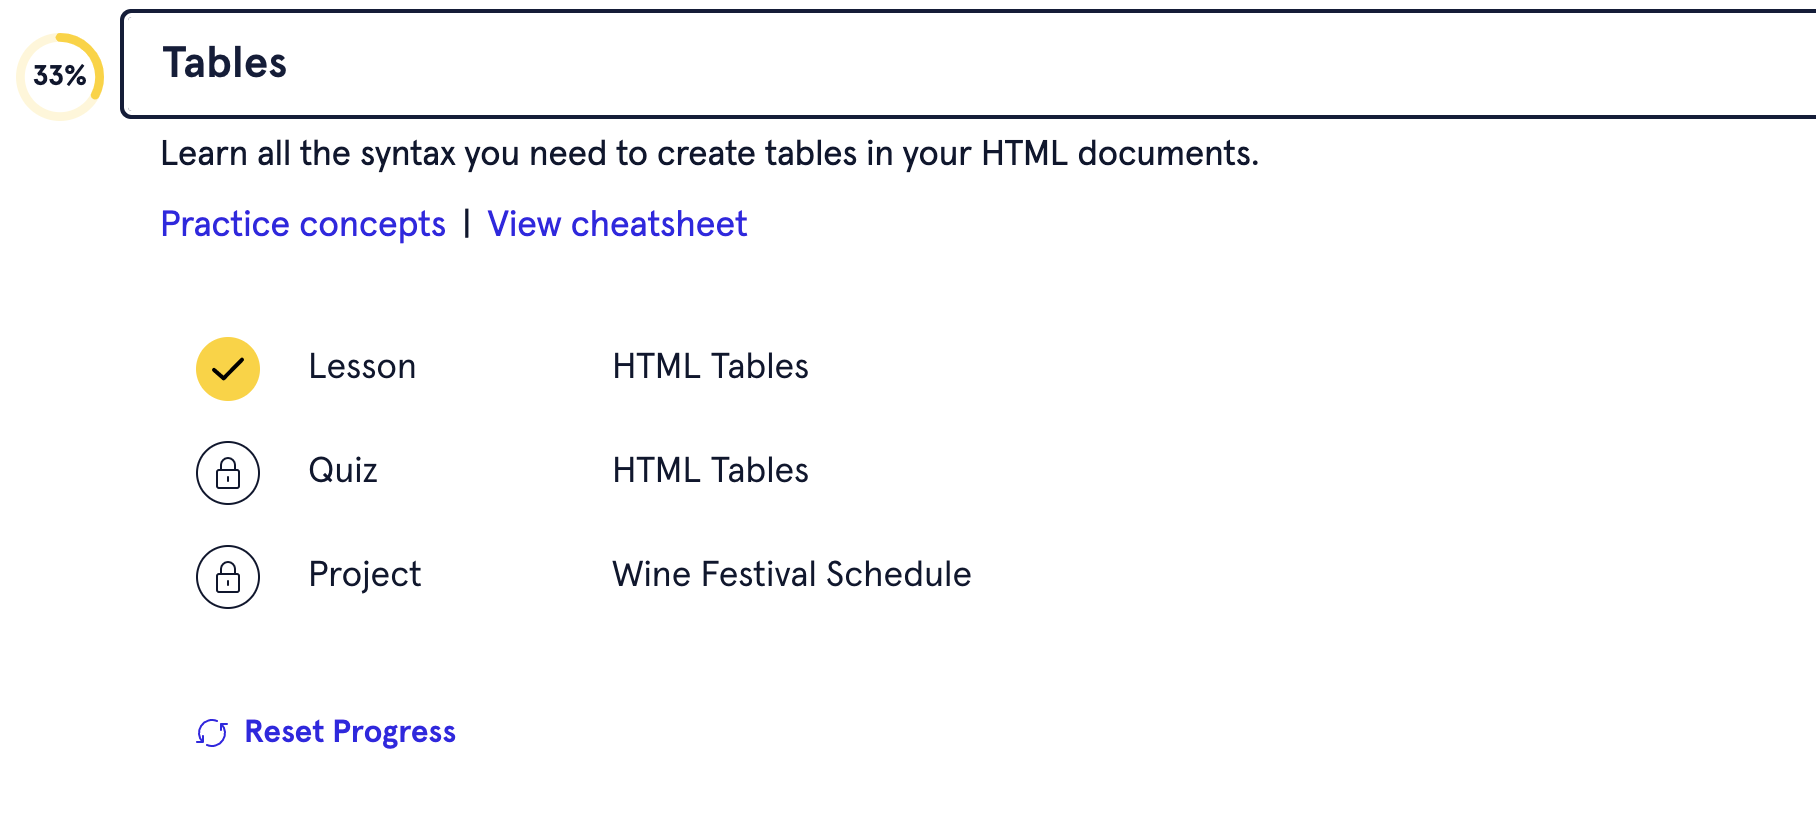 33%
Tables
Learn all the syntax you need to create tables in your HTML documents.
Practice concepts | View cheatsheet
Lesson HTML Tables
Quiz HTML Tables
Project Wine Festival Schedule
Reset Progress